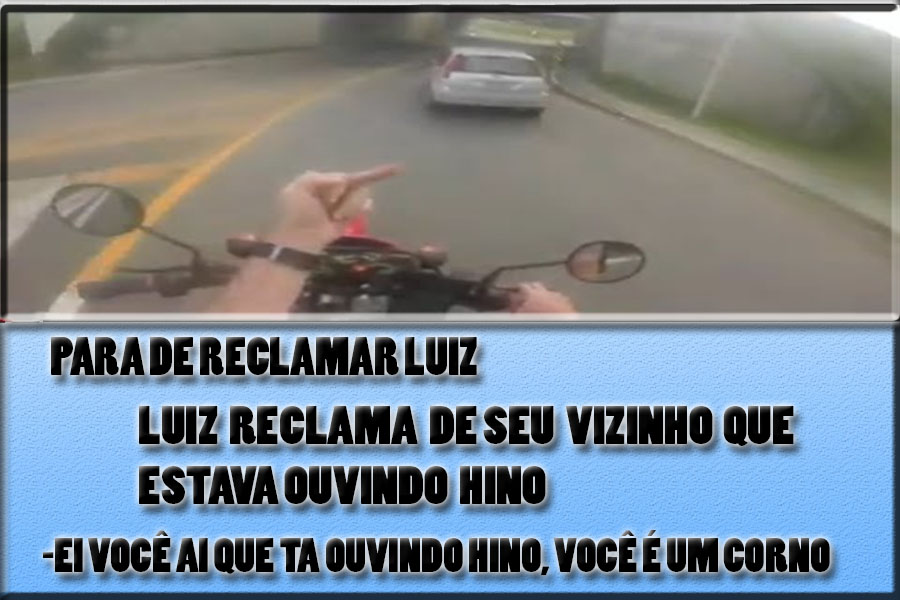 PARA DE RECLAMAR LUIZ
LUIZ RECLAMA DE SEU VIZINHO QUE
ESTAVA OUVINDO HINO
-EI VOCÊ AI QUE TA OUVINDO HINO, VOCÊ É UM CORNO